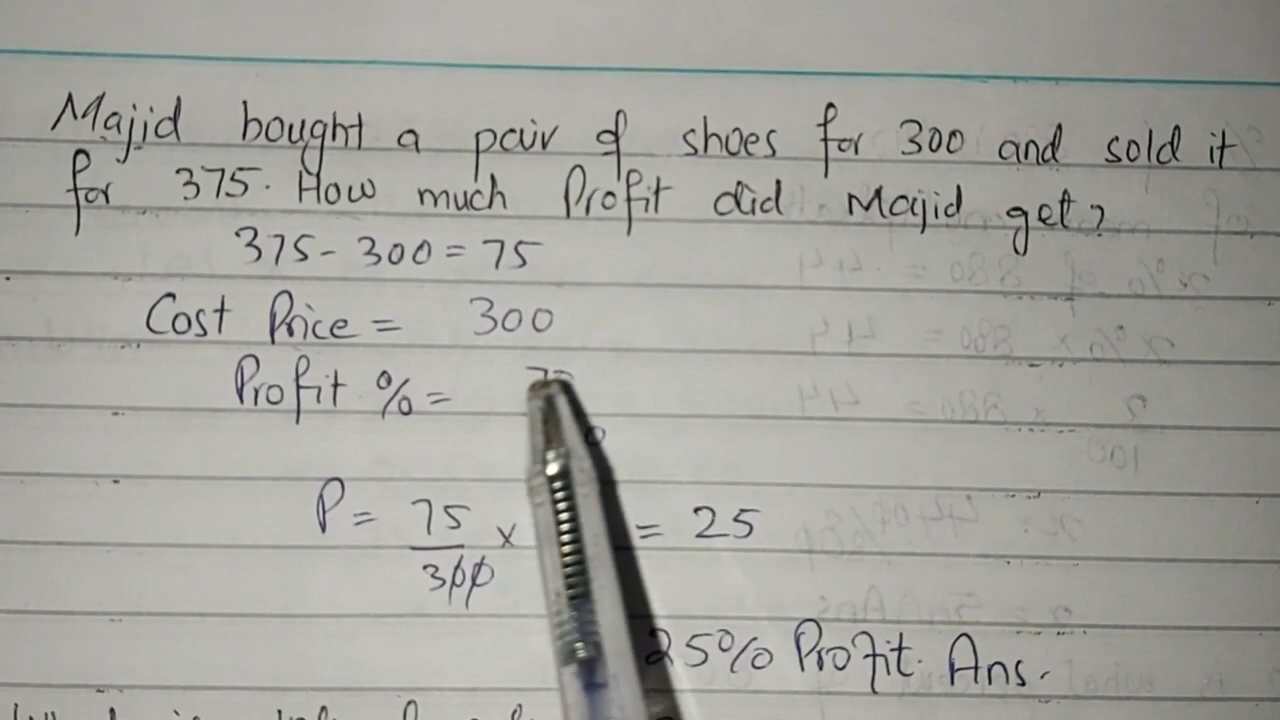 Majid bought a pair of shoes for 300 and sold it
for 375. How much Profit did Majid get?
375 - 300 = 75
Cost Price = 300
Profit % =
P = 75/300 × = 25
25% Profit. Ans.